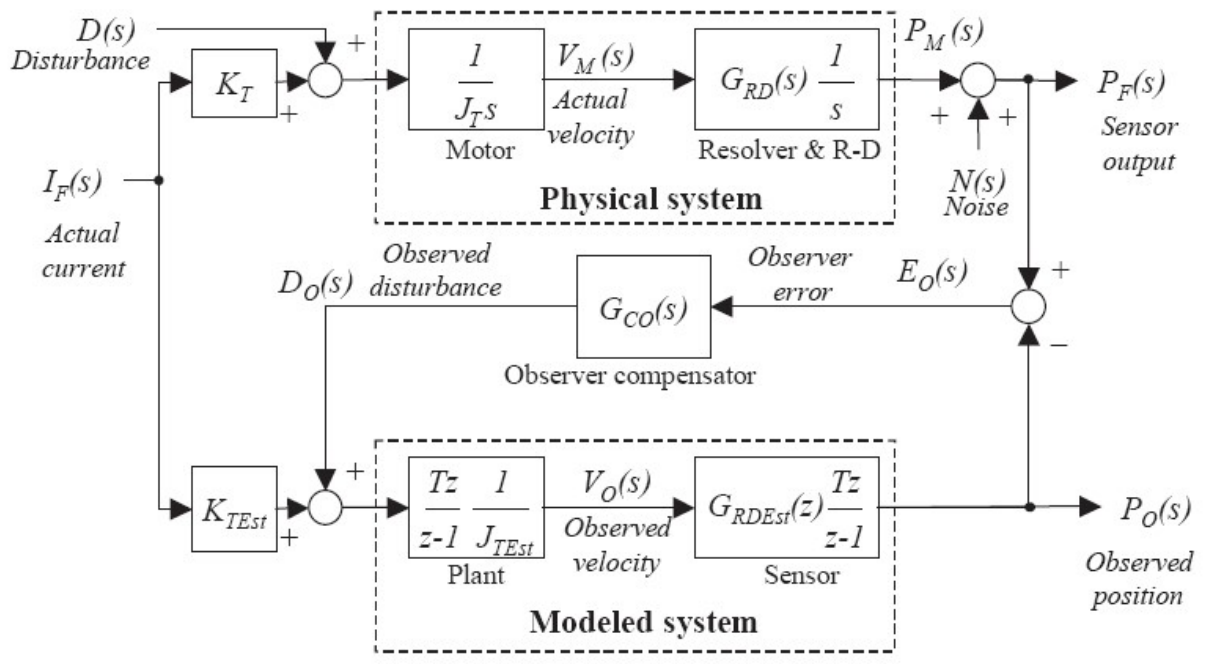 D(s)
Disturbance
K_T
+
+
1
J_T s
Motor
V_M(s)
Actual
velocity
G_RD(s) 1
s
Resolver & R-D
Physical system
P_M(s)
+
+
N(s)
Noise
P_F(s)
Sensor
output
I_F(s)
Actual
current
Observed
D_O(s) disturbance
G_CO(s)
Observer compensator
Observer
error
E_O(s)
+
−
K_TEst
+
+
Tz 1
z-1 J_TEst
Plant
V_O(s)
Observed
velocity
G_RDEst(z) Tz
z-1
Sensor
Modeled system
P_O(s)
Observed
position